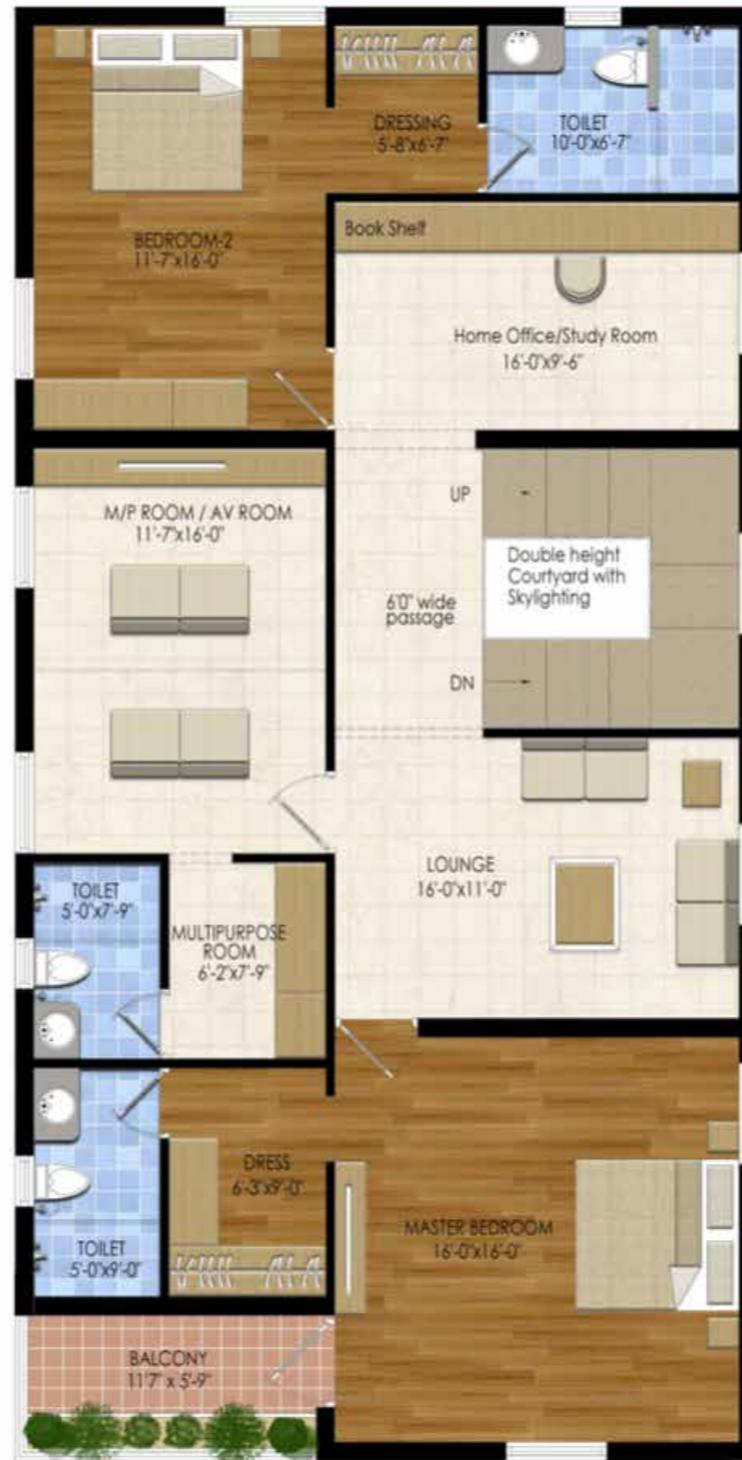 DRESSING
5'-8"x6'-7"
TOILET
10'-0"x6'-7"
Book Shelf
BEDROOM-2
11'-7"x16'-0"
Home Office/Study Room
16'-0"x9'-6"
M/P ROOM / AV ROOM
11'-7"x16'-0"
UP
Double height
Courtyard with
Skylighting
6'0" wide
passage
DN
LOUNGE
16'-0"x11'-0"
TOILET
5'-0"x7'-9"
MULTIPURPOSE
ROOM
6'-2"x7'-9"
DRESS
6'-3"x9'-0"
MASTER BEDROOM
16'-0"x16'-0"
TOILET
5'-0"x9'-0"
BALCONY
11'7" x 5'-9"